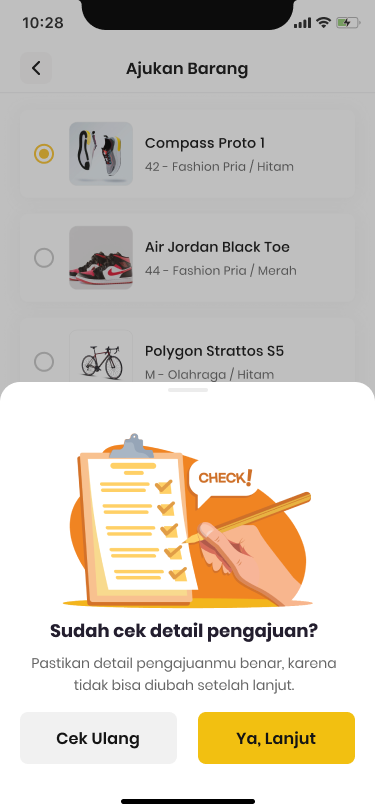 10:28
Ajukan Barang
Compass Proto 1
42 - Fashion Pria / Hitam
Air Jordan Black Toe
44 - Fashion Pria / Merah
Polygon Strattos S5
M - Olahraga / Hitam
CHECK!
Sudah cek detail pengajuan?
Pastikan detail pengajuanmu benar, karena
tidak bisa diubah setelah lanjut.
Cek Ulang
Ya, Lanjut